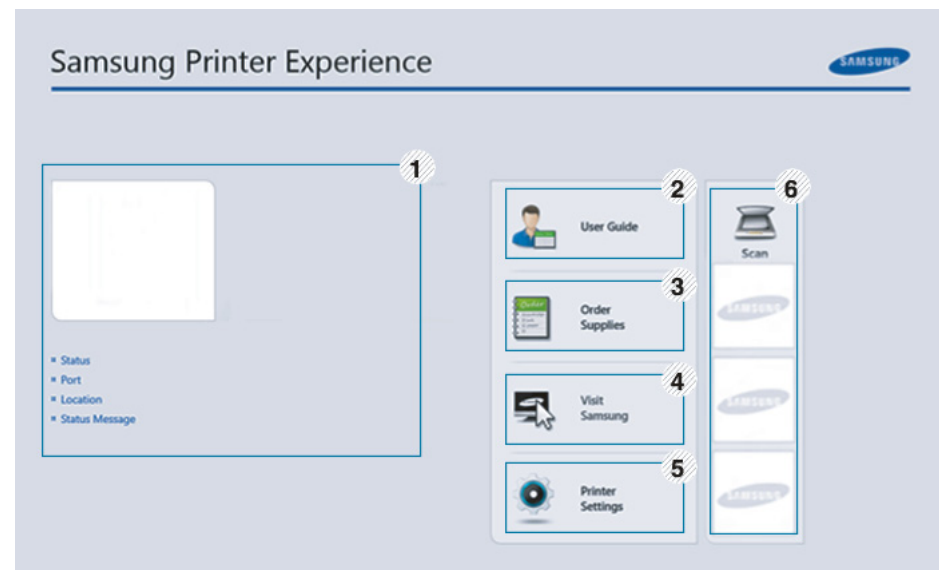 Samsung Printer Experience
SAMSUNG
1
Status
Port
Location
Status Message
2
User Guide
3
Order
Supplies
4
Visit
Samsung
5
Printer
Settings
6
Scan
SAMSUNG
SAMSUNG
SAMSUNG